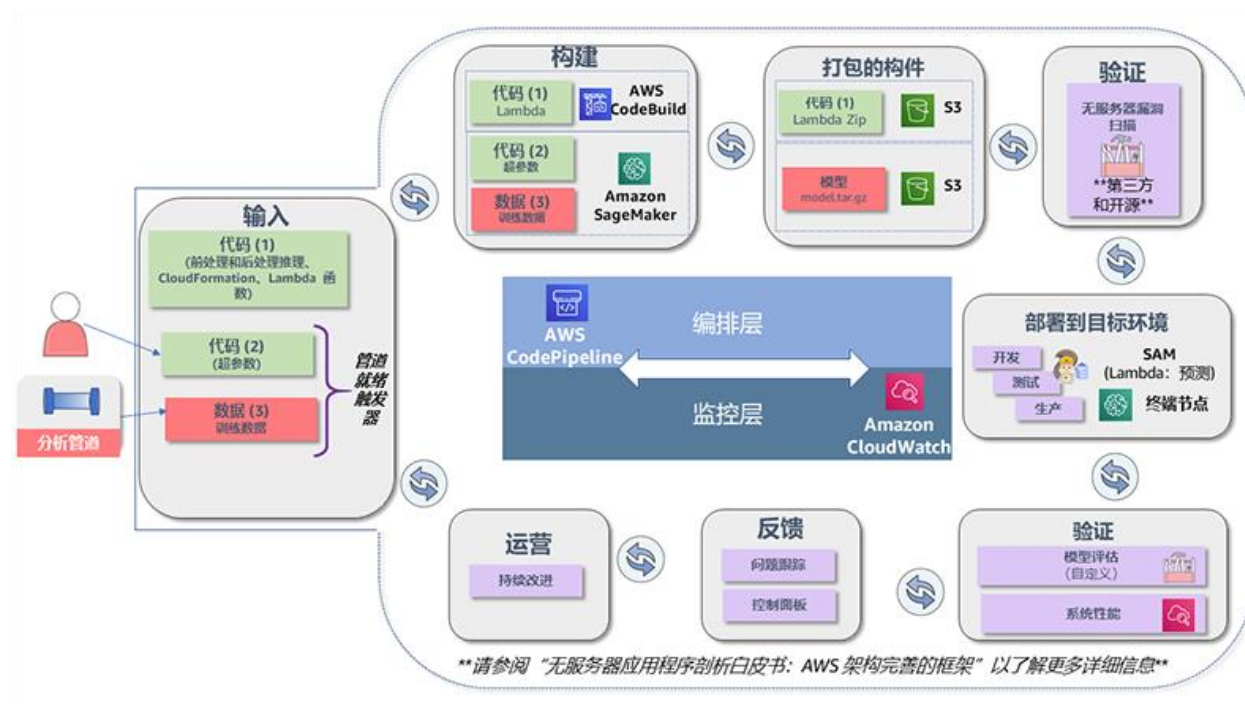 构建
代码 (1)
Lambda
AWS
CodeBuild
代码 (2)
超参数
数据 (3)
训练数据
Amazon
SageMaker
打包的构件
代码 (1)
Lambda Zip
S3
模型
model.tar.gz
S3
验证
无服务器漏洞
扫描
**第三方
和开源**
输入
代码 (1)
(前处理和后处理推理、
CloudFormation、Lambda 函
数)
代码 (2)
(超参数)
数据 (3)
训练数据
管道
就绪
触发
器
分析管道
AWS
CodePipeline
编排层
监控层
Amazon
CloudWatch
部署到目标环境
开发
测试
生产
SAM
(Lambda：预测)
终端节点
运营
持续改进
反馈
问题跟踪
控制面板
验证
模型评估
（自定义）
系统性能
**请参阅“无服务器应用程序剖析白皮书：AWS 架构完善的框架”以了解更多详细信息**